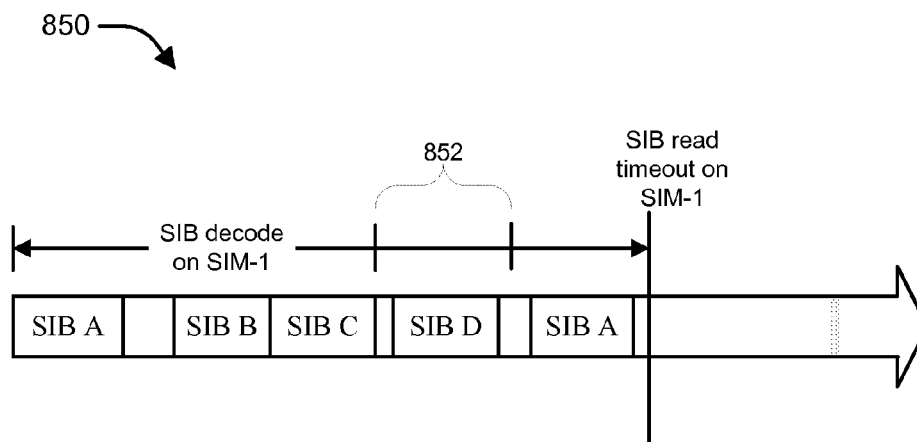 850
852
SIB read
timeout on
SIM-1
SIB decode
on SIM-1
SIB A
SIB B
SIB C
SIB D
SIB A